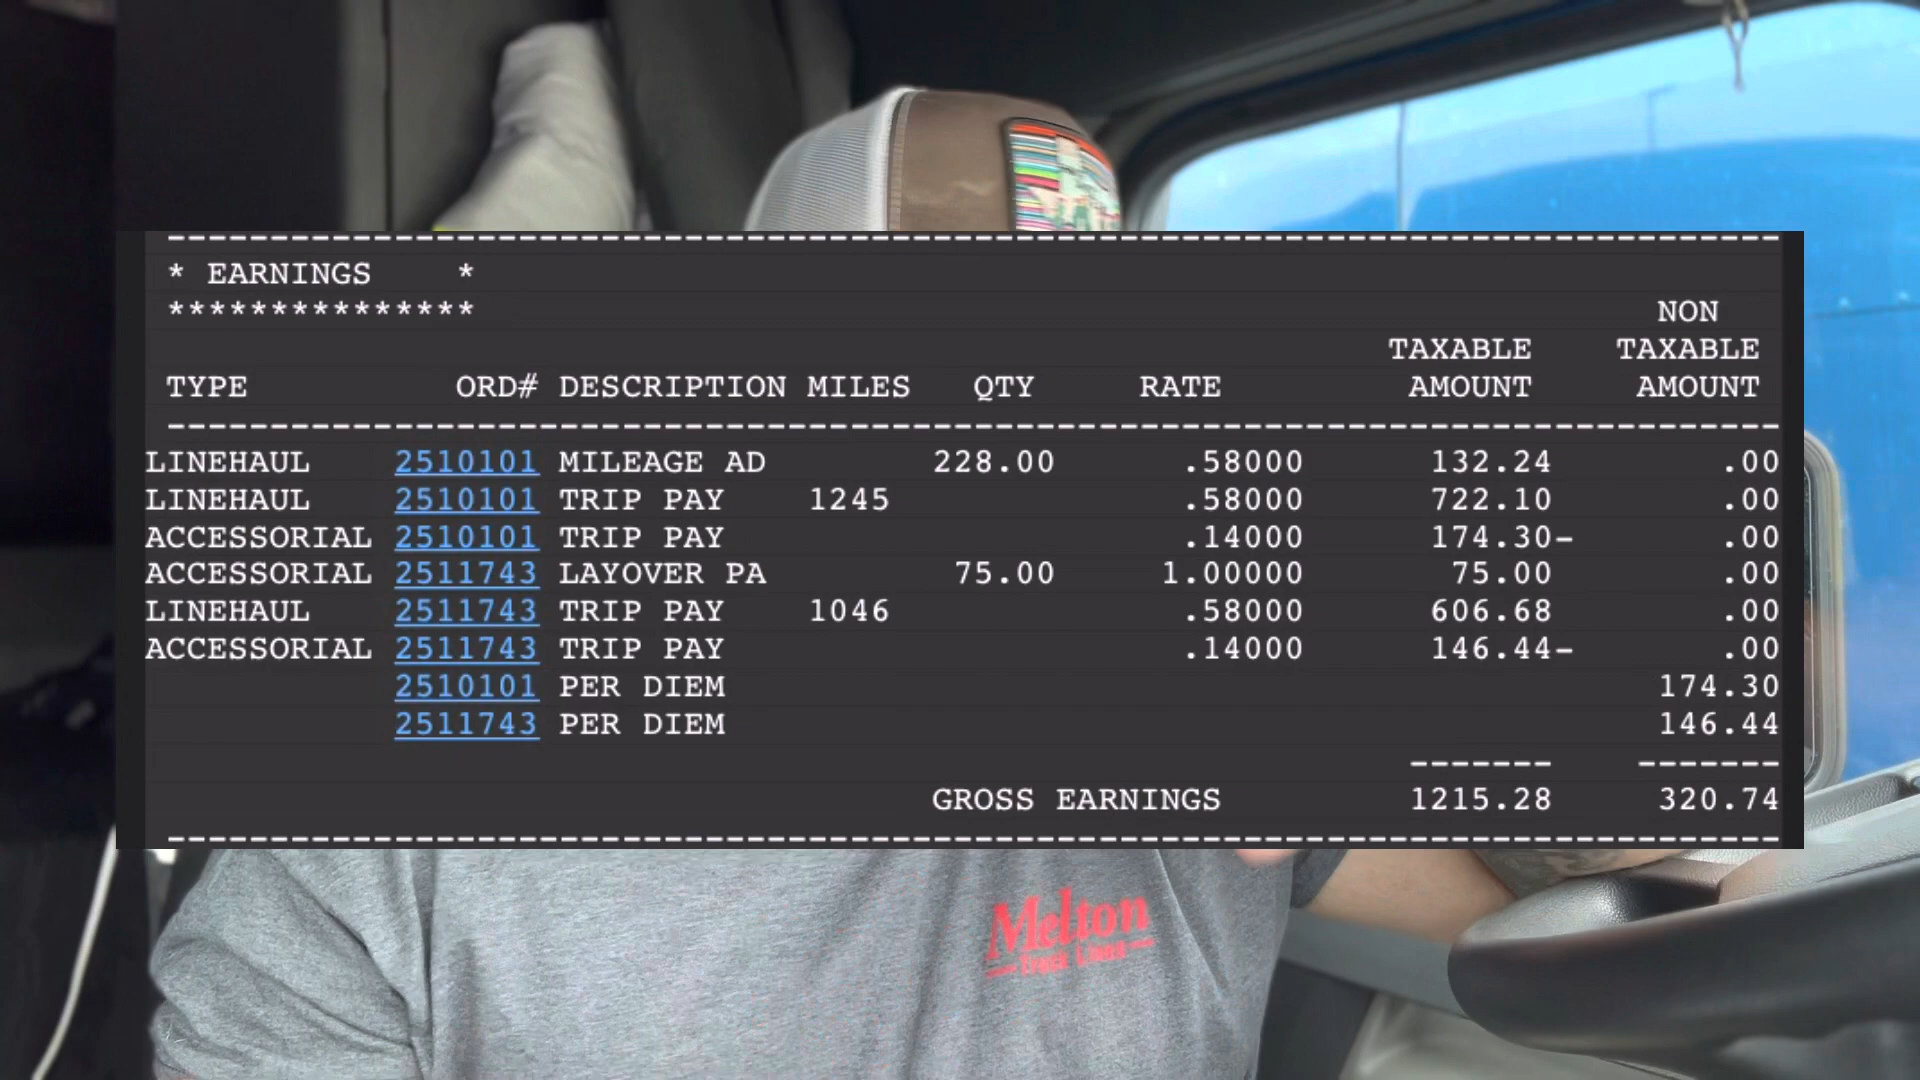 * EARNINGS *
***************
NON
TAXABLE TAXABLE
TYPE ORD# DESCRIPTION MILES QTY RATE AMOUNT AMOUNT
LINEHAUL 2510101 MILEAGE AD 228.00 .58000 132.24 .00
LINEHAUL 2510101 TRIP PAY 1245 .58000 722.10 .00
ACCESSORIAL 2510101 TRIP PAY .14000 174.30- .00
ACCESSORIAL 2511743 LAYOVER PA 75.00 1.00000 75.00 .00
LINEHAUL 2511743 TRIP PAY 1046 .58000 606.68 .00
ACCESSORIAL 2511743 TRIP PAY .14000 146.44- .00
2510101 PER DIEM 174.30
2511743 PER DIEM 146.44
GROSS EARNINGS 1215.28 320.74
Melton
Truck Lines